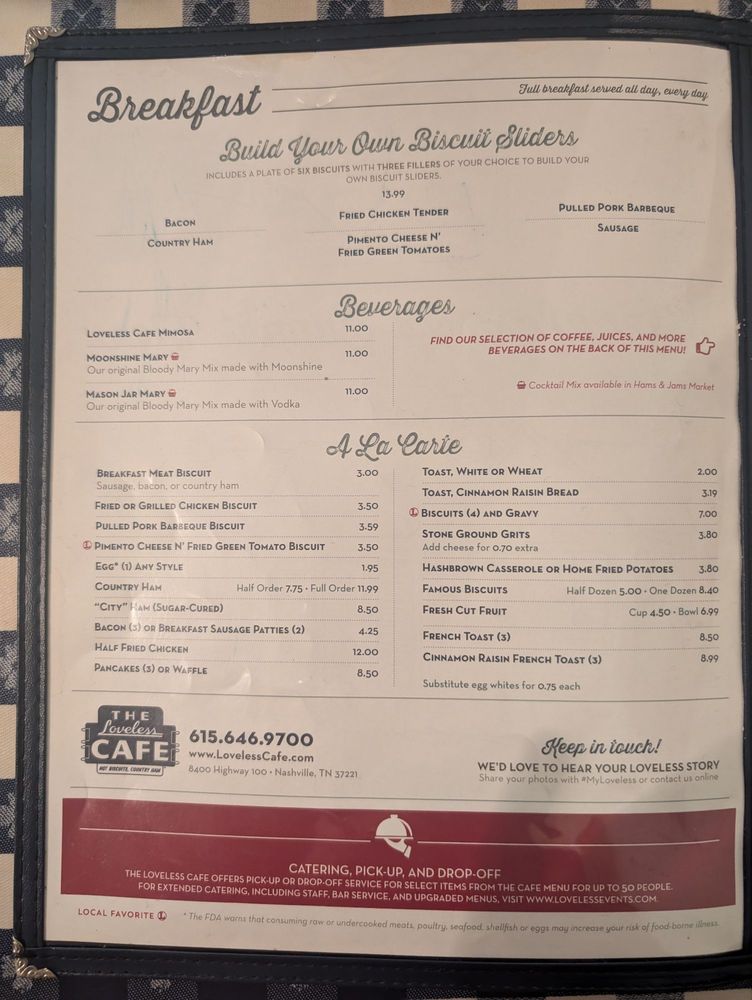 Breakfast
Full breakfast served all day, every day
Build Your Own Biscuit Sliders
INCLUDES A PLATE OF SIX BISCUITS WITH THREE FILLERS OF YOUR CHOICE TO BUILD YOUR
OWN BISCUIT SLIDERS.
13.99
BACON
COUNTRY HAM
FRIED CHICKEN TENDER
PIMENTO CHEESE N'
FRIED GREEN TOMATOES
PULLED PORK BARBEQUE
SAUSAGE
Beverages
LOVELESS CAFE MIMOSA 11.00
MOONSHINE MARY 11.00
Our original Bloody Mary Mix made with Moonshine
MASON JAR MARY 11.00
Our original Bloody Mary Mix made with Vodka
FIND OUR SELECTION OF COFFEE, JUICES, AND MORE
BEVERAGES ON THE BACK OF THIS MENU!
Cocktail Mix available in Hams & Jams Market
A La Carte
BREAKFAST MEAT BISCUIT 3.00
Sausage, bacon, or country ham
FRIED OR GRILLED CHICKEN BISCUIT 3.50
PULLED PORK BARBEQUE BISCUIT 3.59
L PIMENTO CHEESE N' FRIED GREEN TOMATO BISCUIT 3.50
EGG* (1) ANY STYLE 1.95
COUNTRY HAM Half Order 7.75 • Full Order 11.99
"CITY" HAM (SUGAR-CURED) 8.50
BACON (3) OR BREAKFAST SAUSAGE PATTIES (2) 4.25
HALF FRIED CHICKEN 12.00
PANCAKES (3) OR WAFFLE 8.50
TOAST, WHITE OR WHEAT 2.00
TOAST, CINNAMON RAISIN BREAD 3.19
L BISCUITS (4) AND GRAVY 7.00
STONE GROUND GRITS 3.80
Add cheese for 0.70 extra
HASHBROWN CASSEROLE OR HOME FRIED POTATOES 3.80
FAMOUS BISCUITS Half Dozen 5.00 • One Dozen 8.40
FRESH CUT FRUIT Cup 4.50 • Bowl 6.99
FRENCH TOAST (3) 8.50
CINNAMON RAISIN FRENCH TOAST (3) 8.99
Substitute egg whites for 0.75 each
THE
Loveless
CAFE
HOT BISCUITS, COUNTRY HAM
615.646.9700
www.LovelessCafe.com
8400 Highway 100 • Nashville, TN 37221
Keep in touch!
WE'D LOVE TO HEAR YOUR LOVELESS STORY
Share your photos with #MyLoveless or contact us online
CATERING, PICK-UP, AND DROP-OFF
THE LOVELESS CAFE OFFERS PICK-UP OR DROP-OFF SERVICE FOR SELECT ITEMS FROM THE CAFE MENU FOR UP TO 50 PEOPLE.
FOR EXTENDED CATERING, INCLUDING STAFF, BAR SERVICE, AND UPGRADED MENUS, VISIT WWW.LOVELESSEVENTS.COM.
LOCAL FAVORITE L
* The FDA warns that consuming raw or undercooked meats, poultry, seafood, shellfish or eggs may increase your risk of food-borne illness.